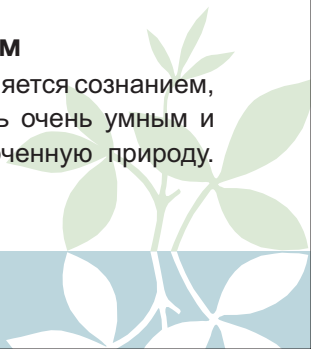 м
яется сознанием,
ь очень умным и
ченную природу.